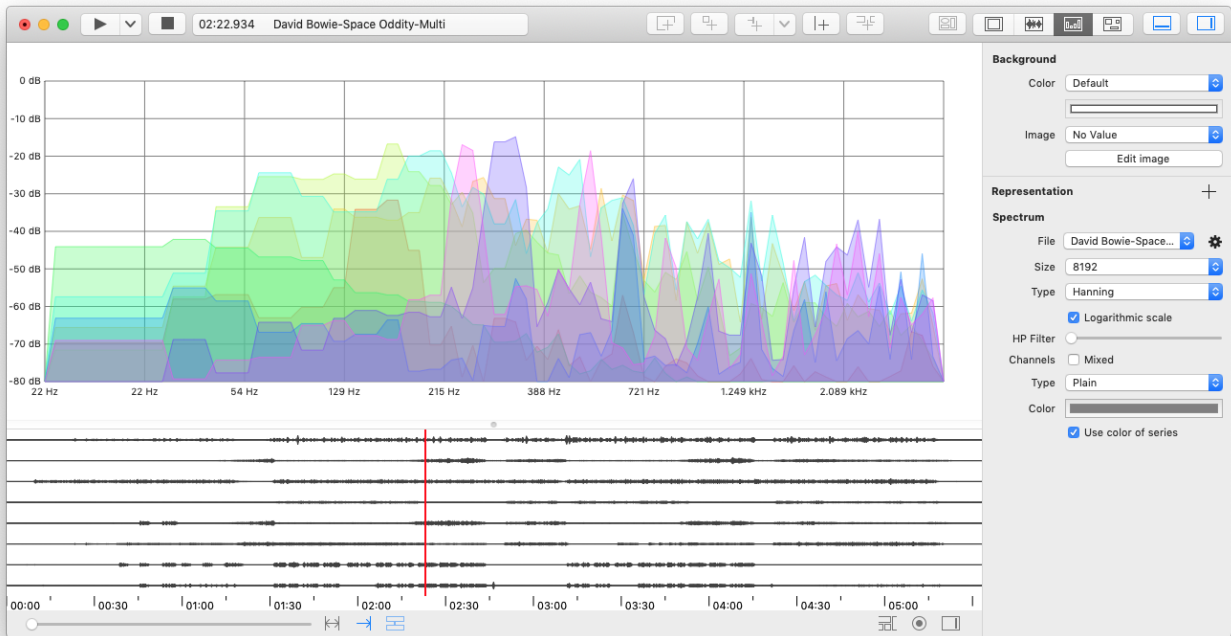 02:22.934 David Bowie-Space Oddity-Multi
0 dB
-10 dB
-20 dB
-30 dB
-40 dB
-50 dB
-60 dB
-70 dB
-80 dB
22 Hz 22 Hz 54 Hz 129 Hz 215 Hz 388 Hz 721 Hz 1.249 kHz 2.089 kHz
00:00 00:30 01:00 01:30 02:00 02:30 03:00 03:30 04:00 04:30 05:00
Background
Color Default
Image No Value
Edit image
Representation
Spectrum
File David Bowie-Space...
Size 8192
Type Hanning
Logarithmic scale
HP Filter
Channels Mixed
Type Plain
Color
Use color of series